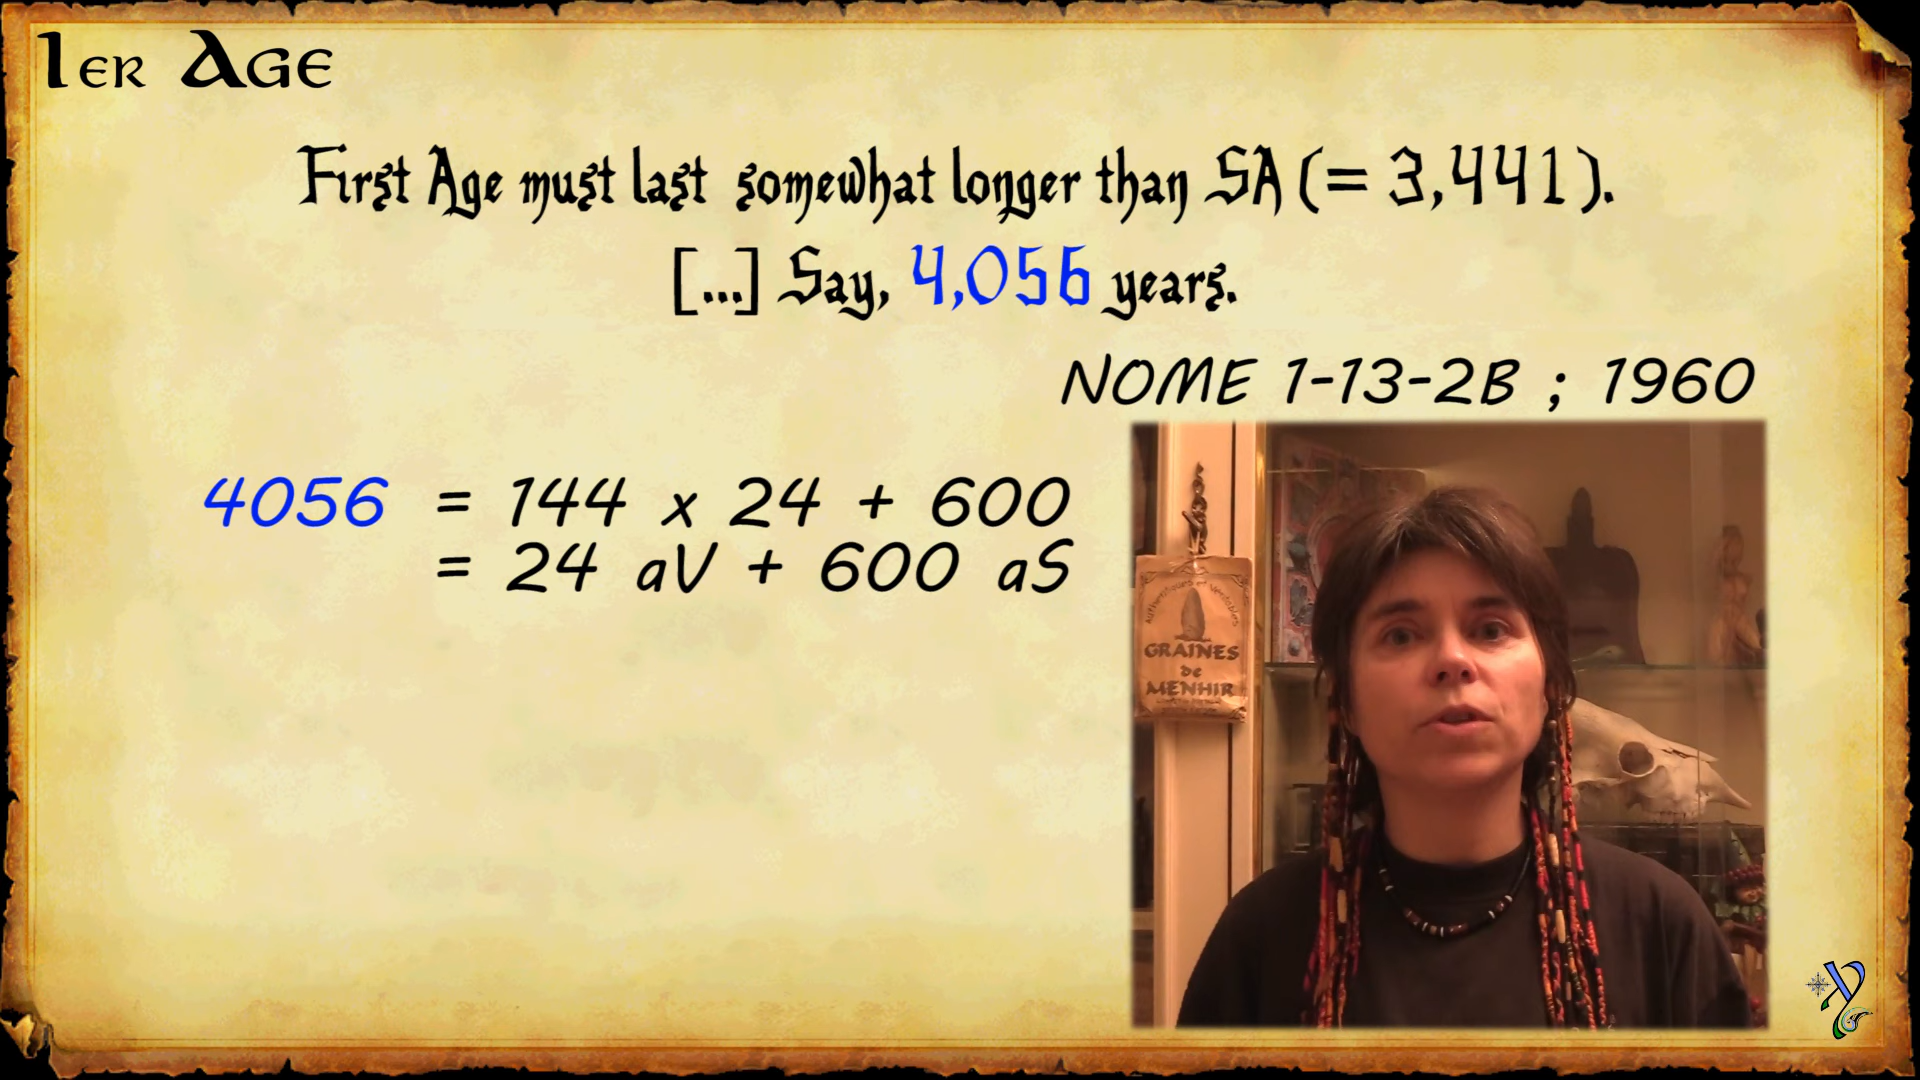 1er Age
First Age must last somewhat longer than SA (= 3,441).
[...] Say, 4,056 years.
NOME 1-13-2B ; 1960
4056 = 144 x 24 + 600
= 24 aV + 600 aS
GRAINES
de
MENHIR